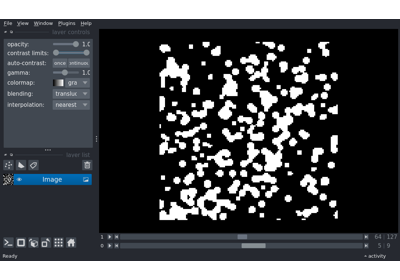 File View Window Plugins Help
layer controls
opacity: 1.0
contrast limits:
auto-contrast: once
gamma: 1.0
colormap: gra
blending: translu
interpolation: nearest
layer list
Image
1 64 127
0 5 9
Ready activity